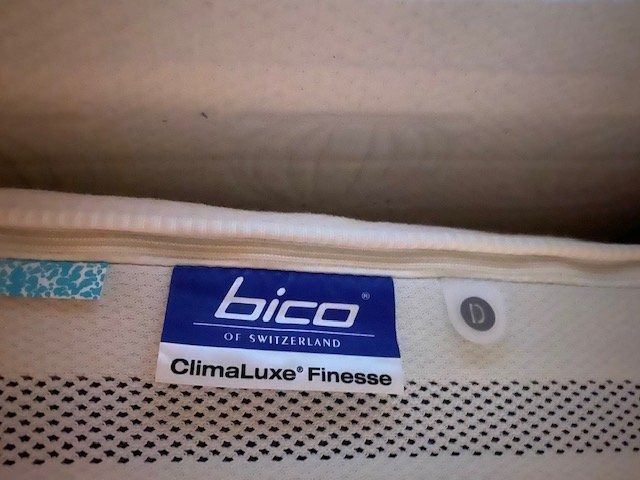 bico®
OF SWITZERLAND
ClimaLuxe® Finesse
D